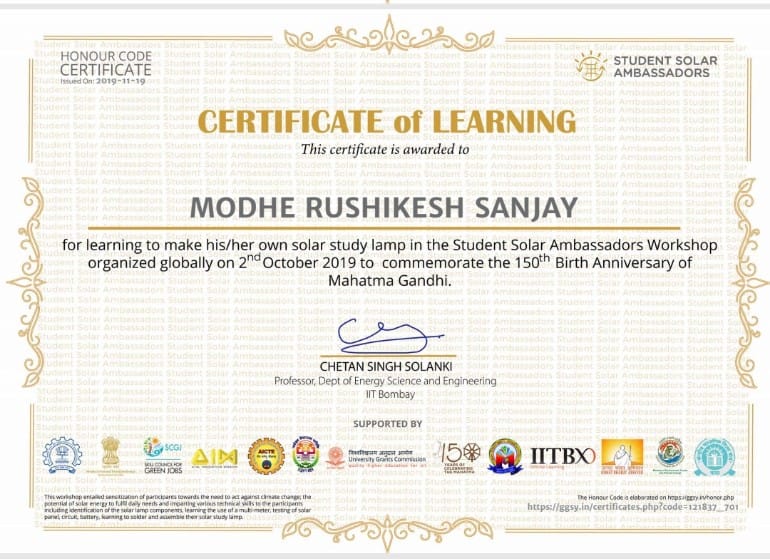 HONOUR CODE
CERTIFICATE
Issued On: 2019-11-19
STUDENT SOLAR
AMBASSADORS
CERTIFICATE of LEARNING
This certificate is awarded to
MODHE RUSHIKESH SANJAY
for learning to make his/her own solar study lamp in the Student Solar Ambassadors Workshop
organized globally on 2nd October 2019 to commemorate the 150th Birth Anniversary of
Mahatma Gandhi.
CHETAN SINGH SOLANKI
Professor, Dept of Energy Science and Engineering
IIT Bombay
SUPPORTED BY
SCGJ
SKILL COUNCIL FOR
GREEN JOBS
AIM
AICTE
विश्वविद्यालय अनुदान आयोग
University Grants Commission
quality higher education for all
150
YEARS OF
CELEBRATING
THE MAHATMA
IITBX
This workshop entailed sensitization of participants towards the need to act against climate change; the
potential of solar energy to fulfil daily needs and imparting various technical skills to the participants
including identification of the solar lamp components, learning the use of a multi-meter, testing of solar
panel, circuit, battery, learning to solder and assemble their solar study lamp.
The Honour Code is elaborated on https://ggsy.in/honor.php
https://ggsy.in/certificates.php?code=121837_701